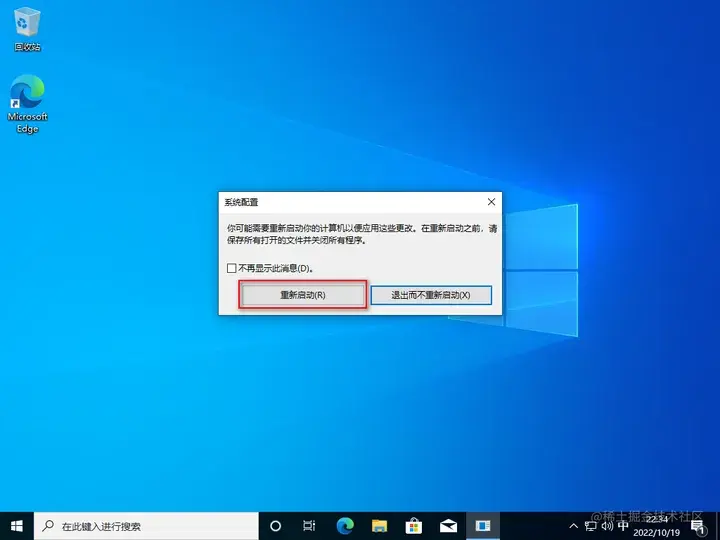 回收站
Microsoft
Edge
系统配置
你可能需要重新启动你的计算机以便应用这些更改。在重新启动之前，请
保存所有打开的文件并关闭所有程序。
不再显示此消息(D)。
重新启动(R)
退出而不重新启动(X)
在此键入进行搜索
中
22:34
2022/10/19
1
@稀土掘金技术社区